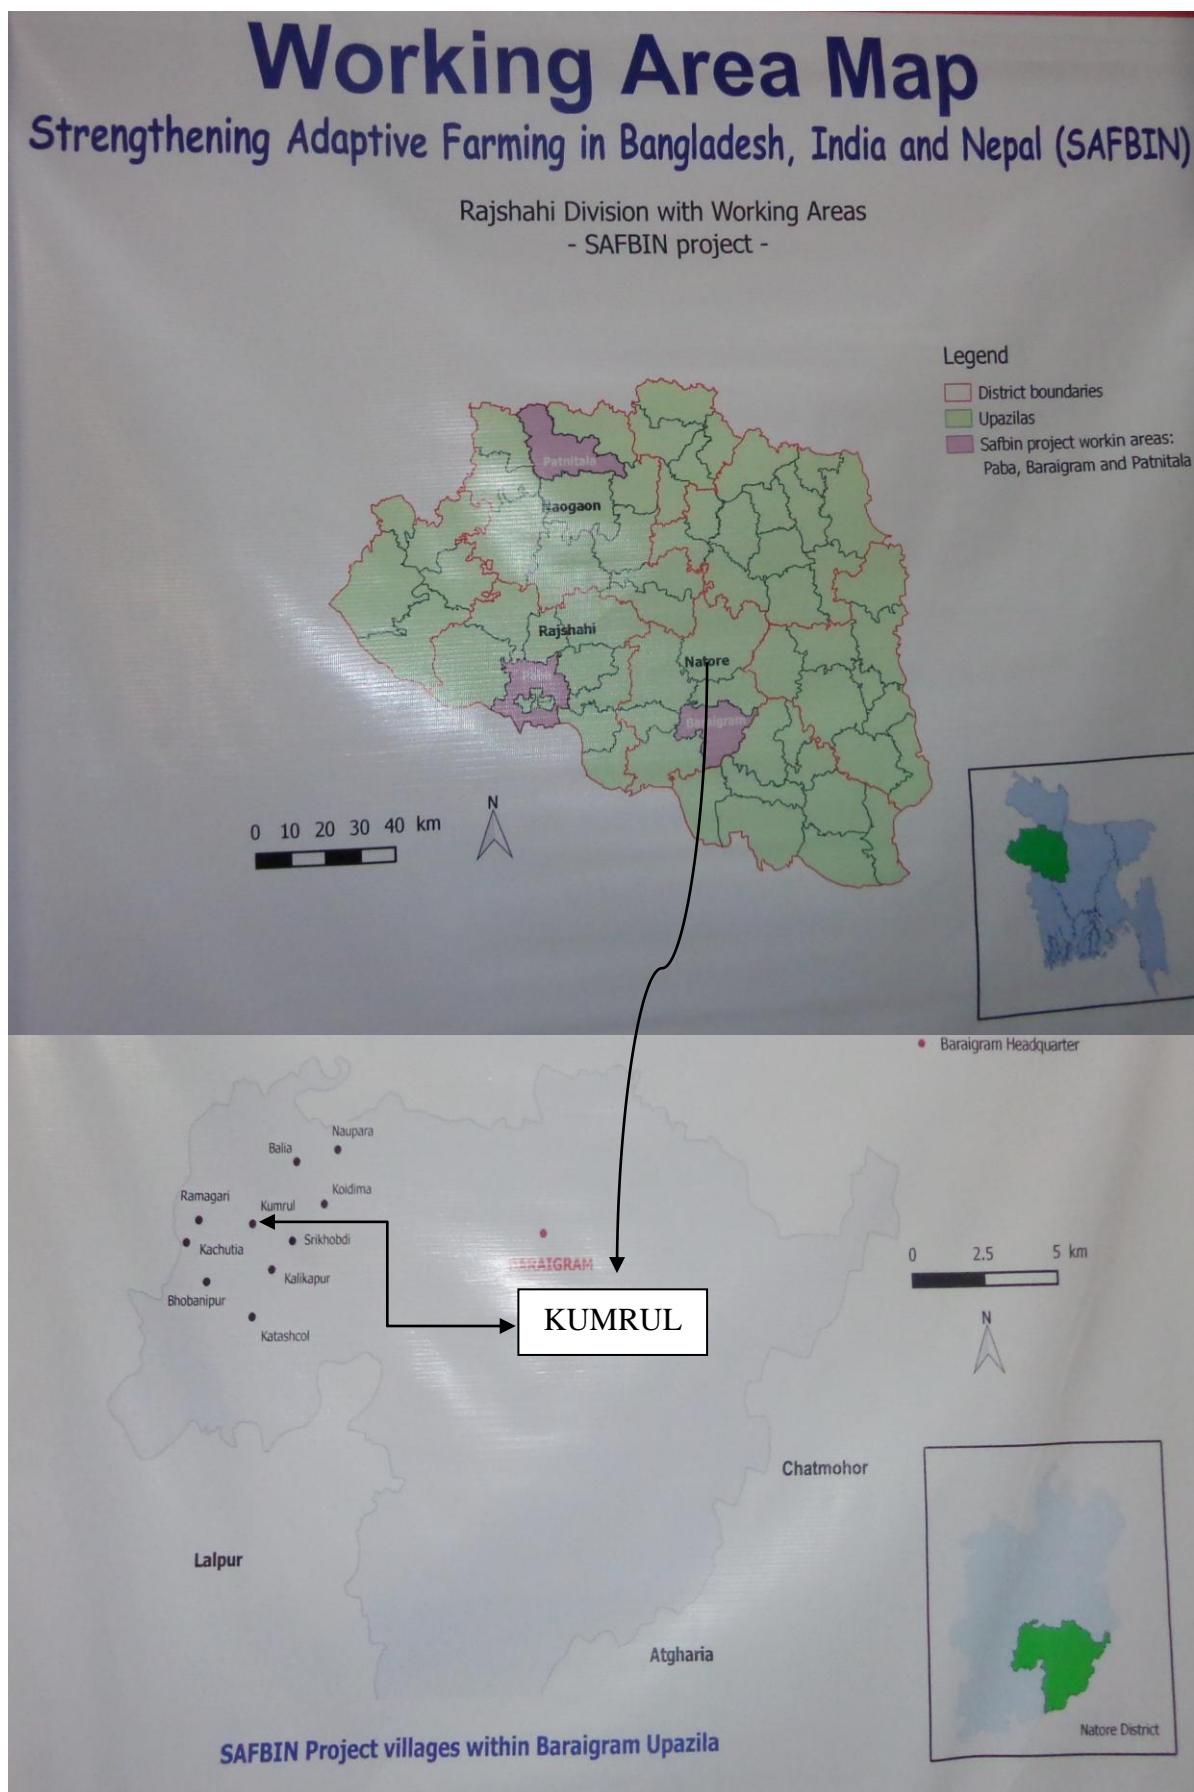 Working Area Map
Strengthening Adaptive Farming in Bangladesh, India and Nepal (SAFBIN)
Rajshahi Division with Working Areas
- SAFBIN project -
Legend
District boundaries
Upazilas
Safbin project workin areas:
Paba, Baraigram and Patnitala
Patnitala
Naogaon
Rajshahi
Natore
Paba
Baraigram
N
0 10 20 30 40 km
Baraigram Headquarter
Naupara
Balia
Koidima
Ramagari
Kumrul
Srikhobdi
Kachutia
Kalikapur
Bhobanipur
Katashcol
BARAIGRAM
KUMRUL
0 2.5 5 km
N
Chatmohor
Lalpur
Atgharia
Natore District
SAFBIN Project villages within Baraigram Upazila